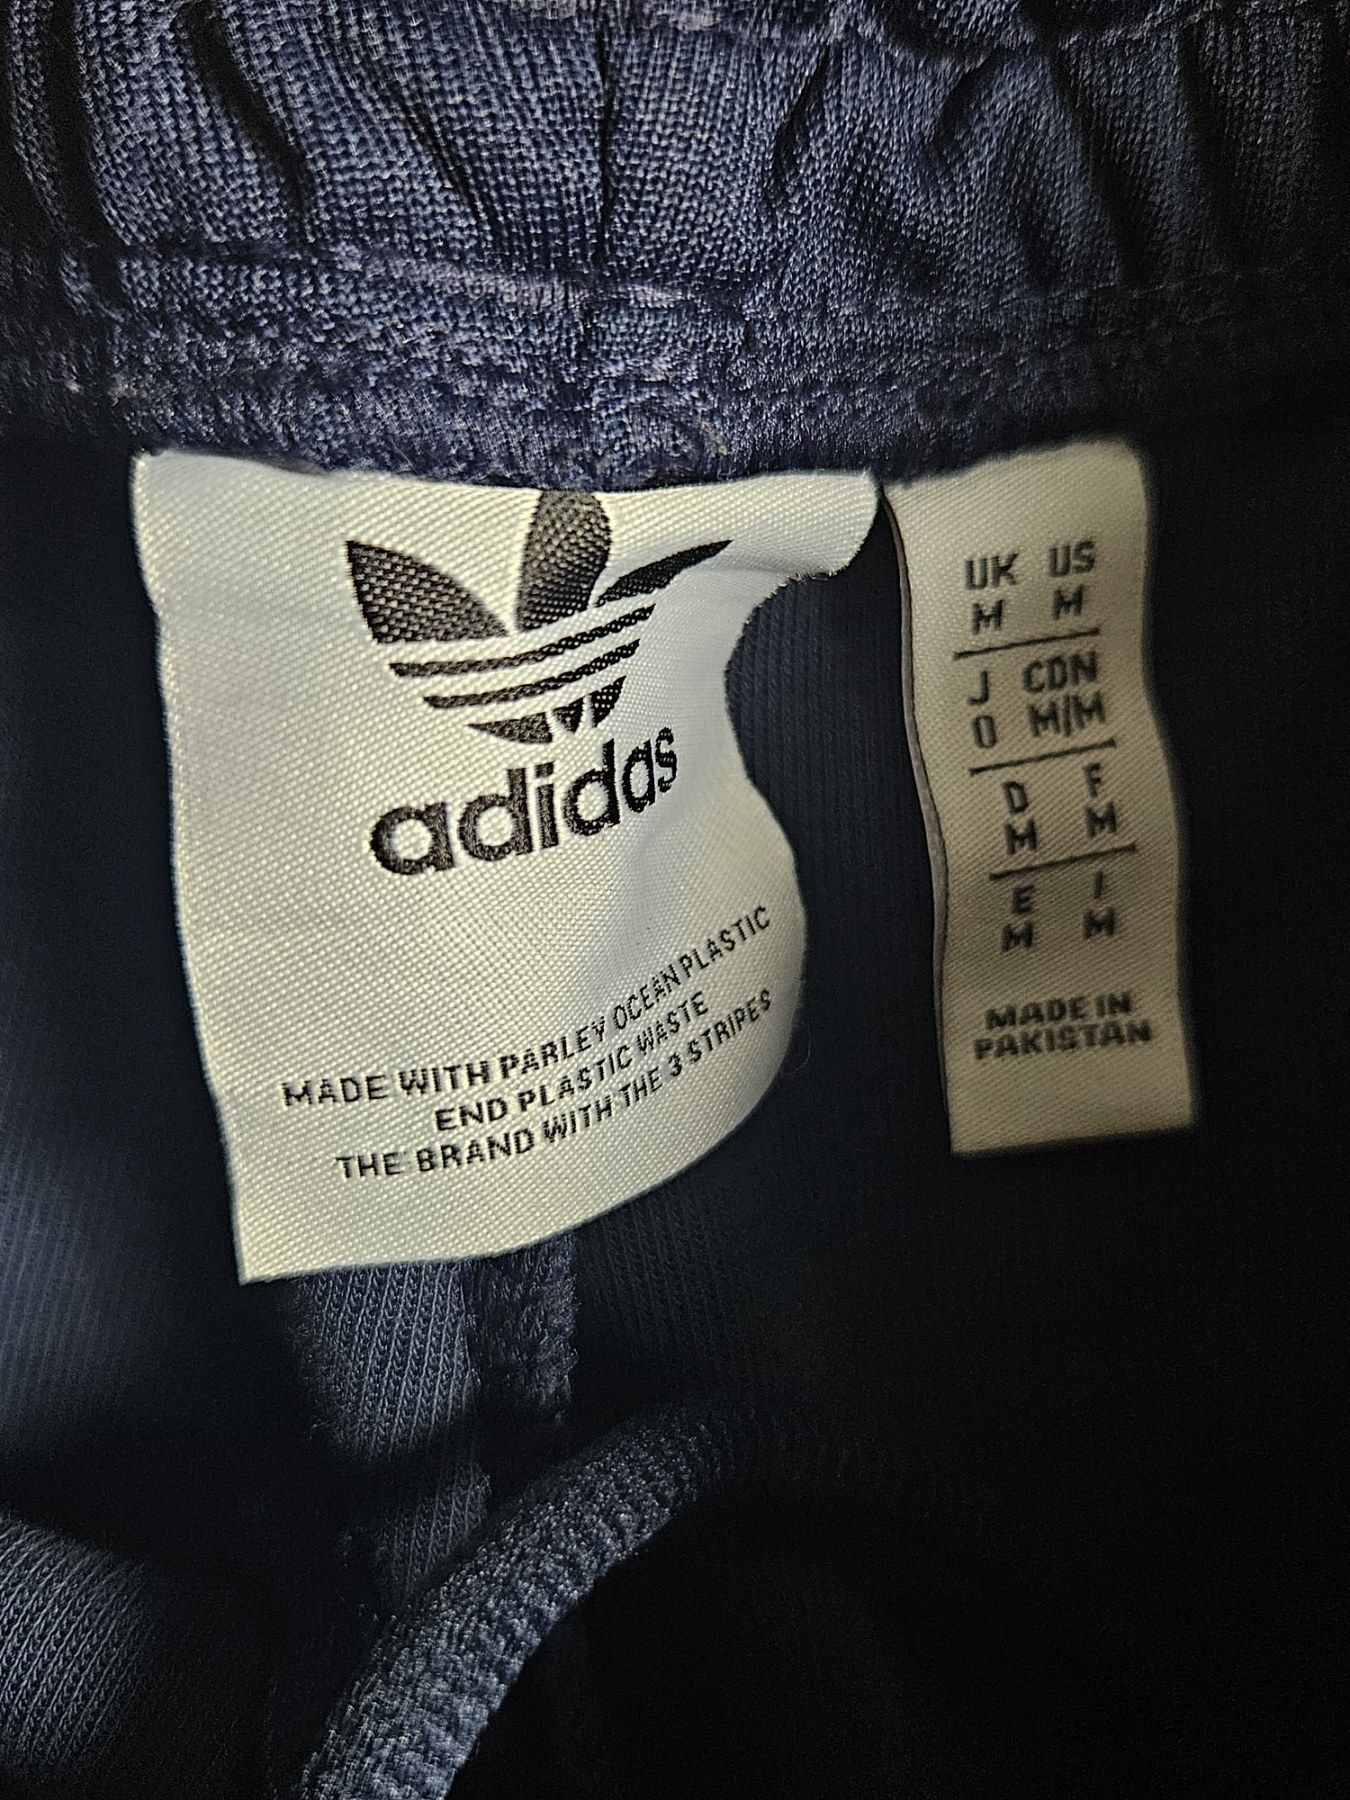 adidas
MADE WITH PARLEY OCEAN PLASTIC
END PLASTIC WASTE
THE BRAND WITH THE 3 STRIPES
UK US
M M
J CDN
O M/M
D F
M M
E I
M M
MADE IN
PAKISTAN